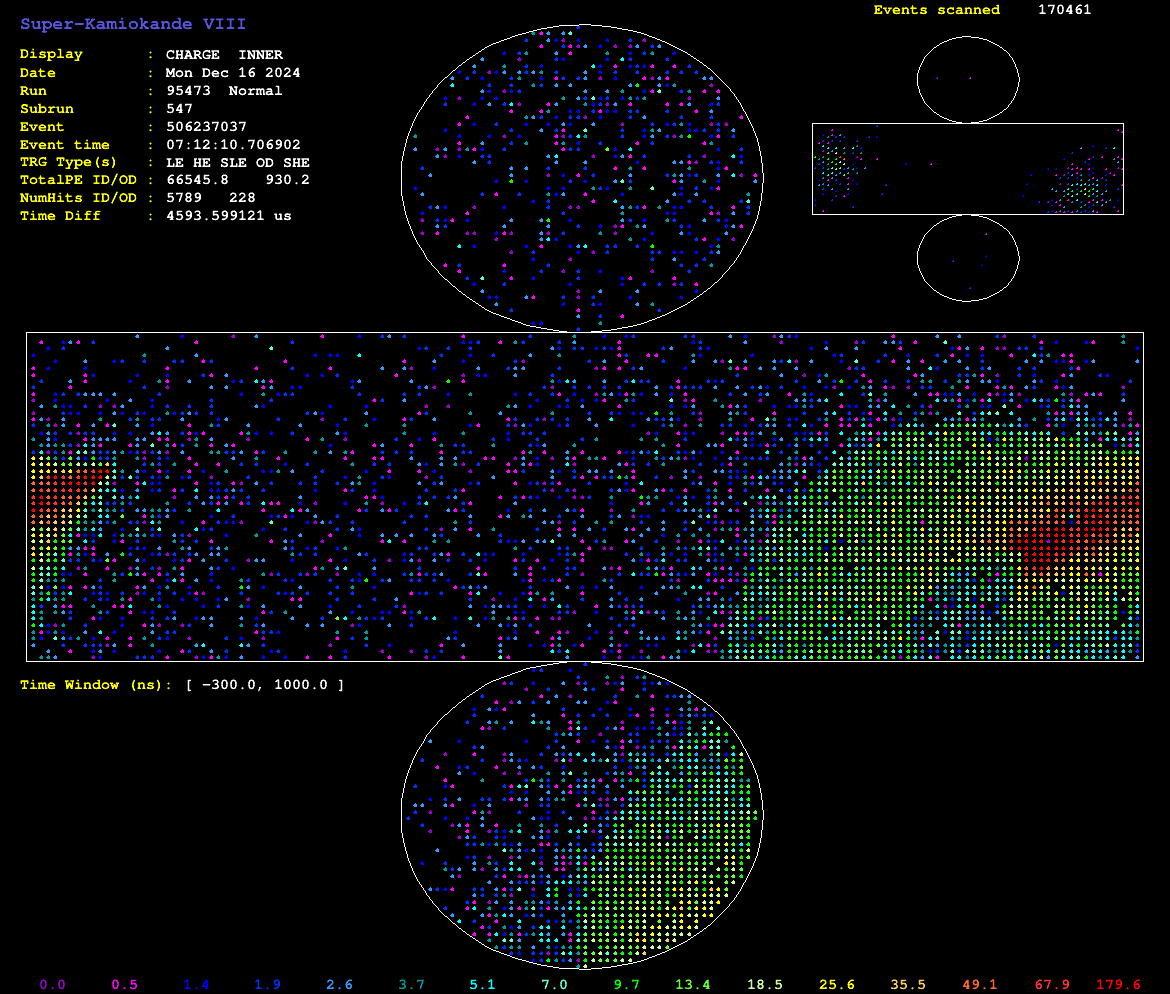 Super-Kamiokande VIII
Events scanned 170461
Display : CHARGE INNER
Date : Mon Dec 16 2024
Run : 95473 Normal
Subrun : 547
Event : 506237037
Event time : 07:12:10.706902
TRG Type(s) : LE HE SLE OD SHE
TotalPE ID/OD : 66545.8 930.2
NumHits ID/OD : 5789 228
Time Diff : 4593.599121 us
Time Window (ns): [ -300.0, 1000.0 ]
0.0 0.5 1.4 1.9 2.6 3.7 5.1 7.0 9.7 13.4 18.5 25.6 35.5 49.1 67.9 179.6